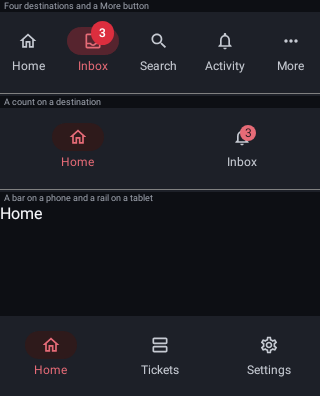 Four destinations and a More button
3
Home Inbox Search Activity More
A count on a destination
3
Home Inbox
A bar on a phone and a rail on a tablet
Home
Home Tickets Settings